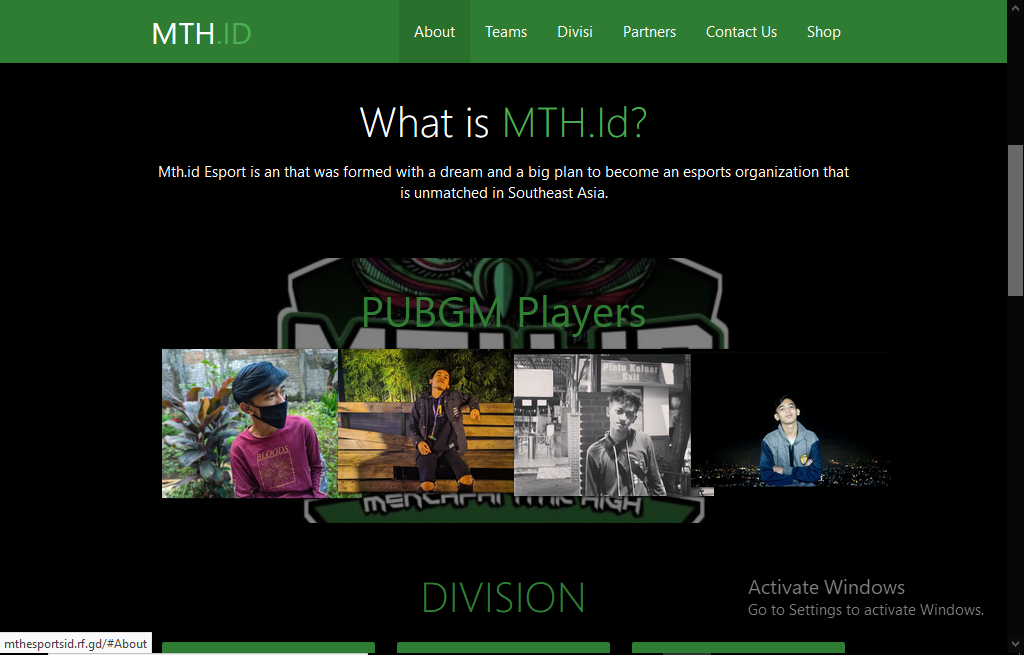 MTH.ID
About
Teams
Divisi
Partners
Contact Us
Shop
What is MTH.Id?
Mth.id Esport is an that was formed with a dream and a big plan to become an esports organization that
is unmatched in Southeast Asia.
PUBGM Players
Pintu Keluar
Exit
BLOODS
HIGH
DIVISION
Activate Windows
Go to Settings to activate Windows.
mthesportsid.rf.gd/#About